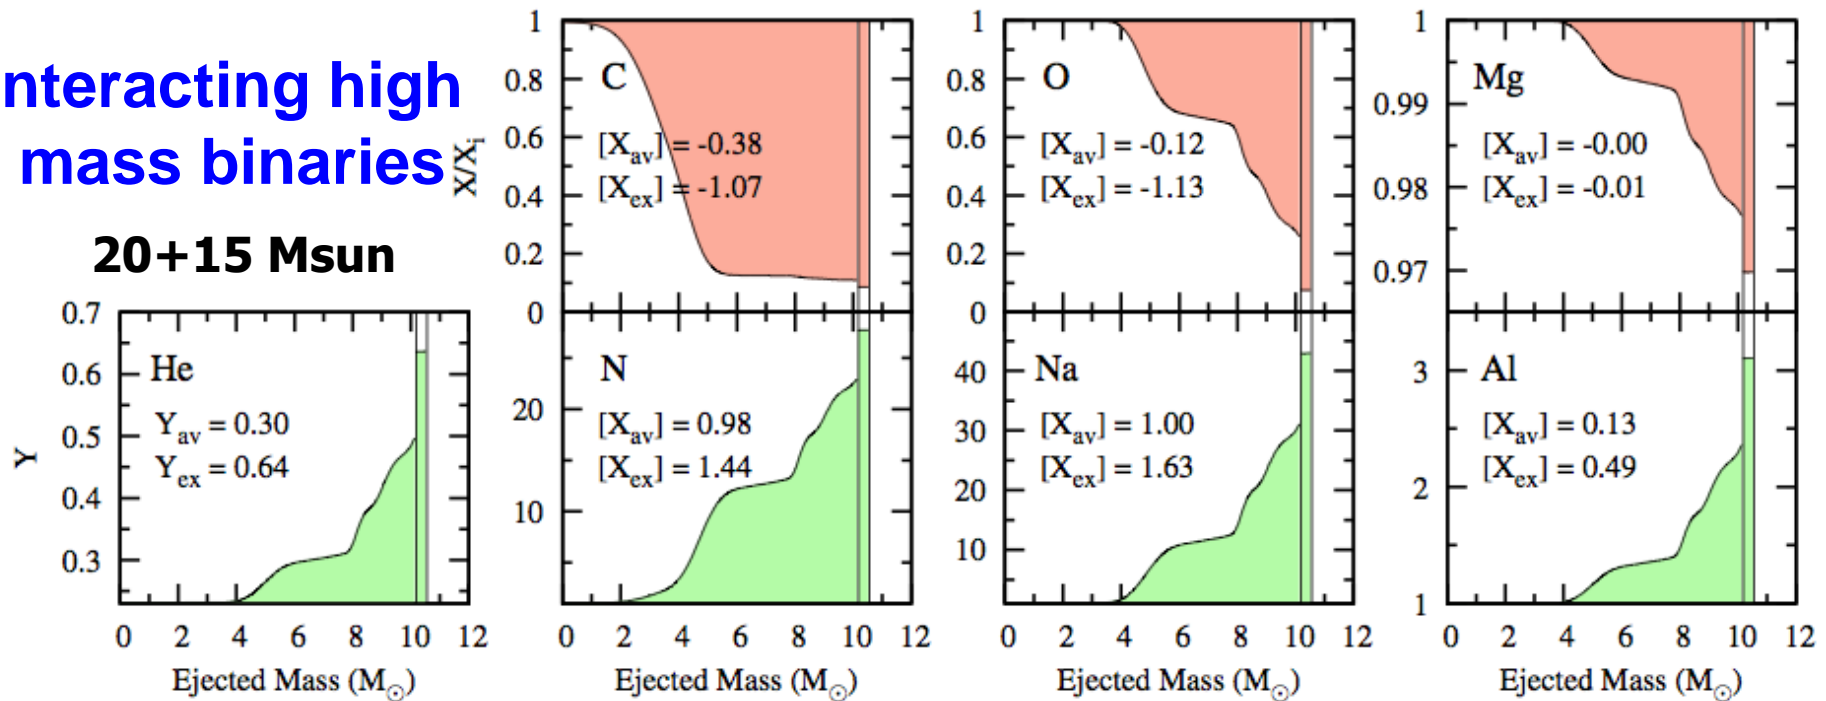 nteracting high
mass binaries
20+15 Msun
X/Xᵢ
1
0.8
0.6
0.4
0.2
0
C
[Xav] = -0.38
[Xex] = -1.07
1
0.8
0.6
0.4
0.2
0
O
[Xav] = -0.12
[Xex] = -1.13
1
0.99
0.98
0.97
Mg
[Xav] = -0.00
[Xex] = -0.01
Y
0.7
0.6
0.5
0.4
0.3
He
Yav = 0.30
Yex = 0.64
0 2 4 6 8 10 12
Ejected Mass (M☉)
20
10
N
[Xav] = 0.98
[Xex] = 1.44
0 2 4 6 8 10 12
Ejected Mass (M☉)
40
30
20
10
Na
[Xav] = 1.00
[Xex] = 1.63
0 2 4 6 8 10 12
Ejected Mass (M☉)
3
2
1
Al
[Xav] = 0.13
[Xex] = 0.49
0 2 4 6 8 10 12
Ejected Mass (M☉)